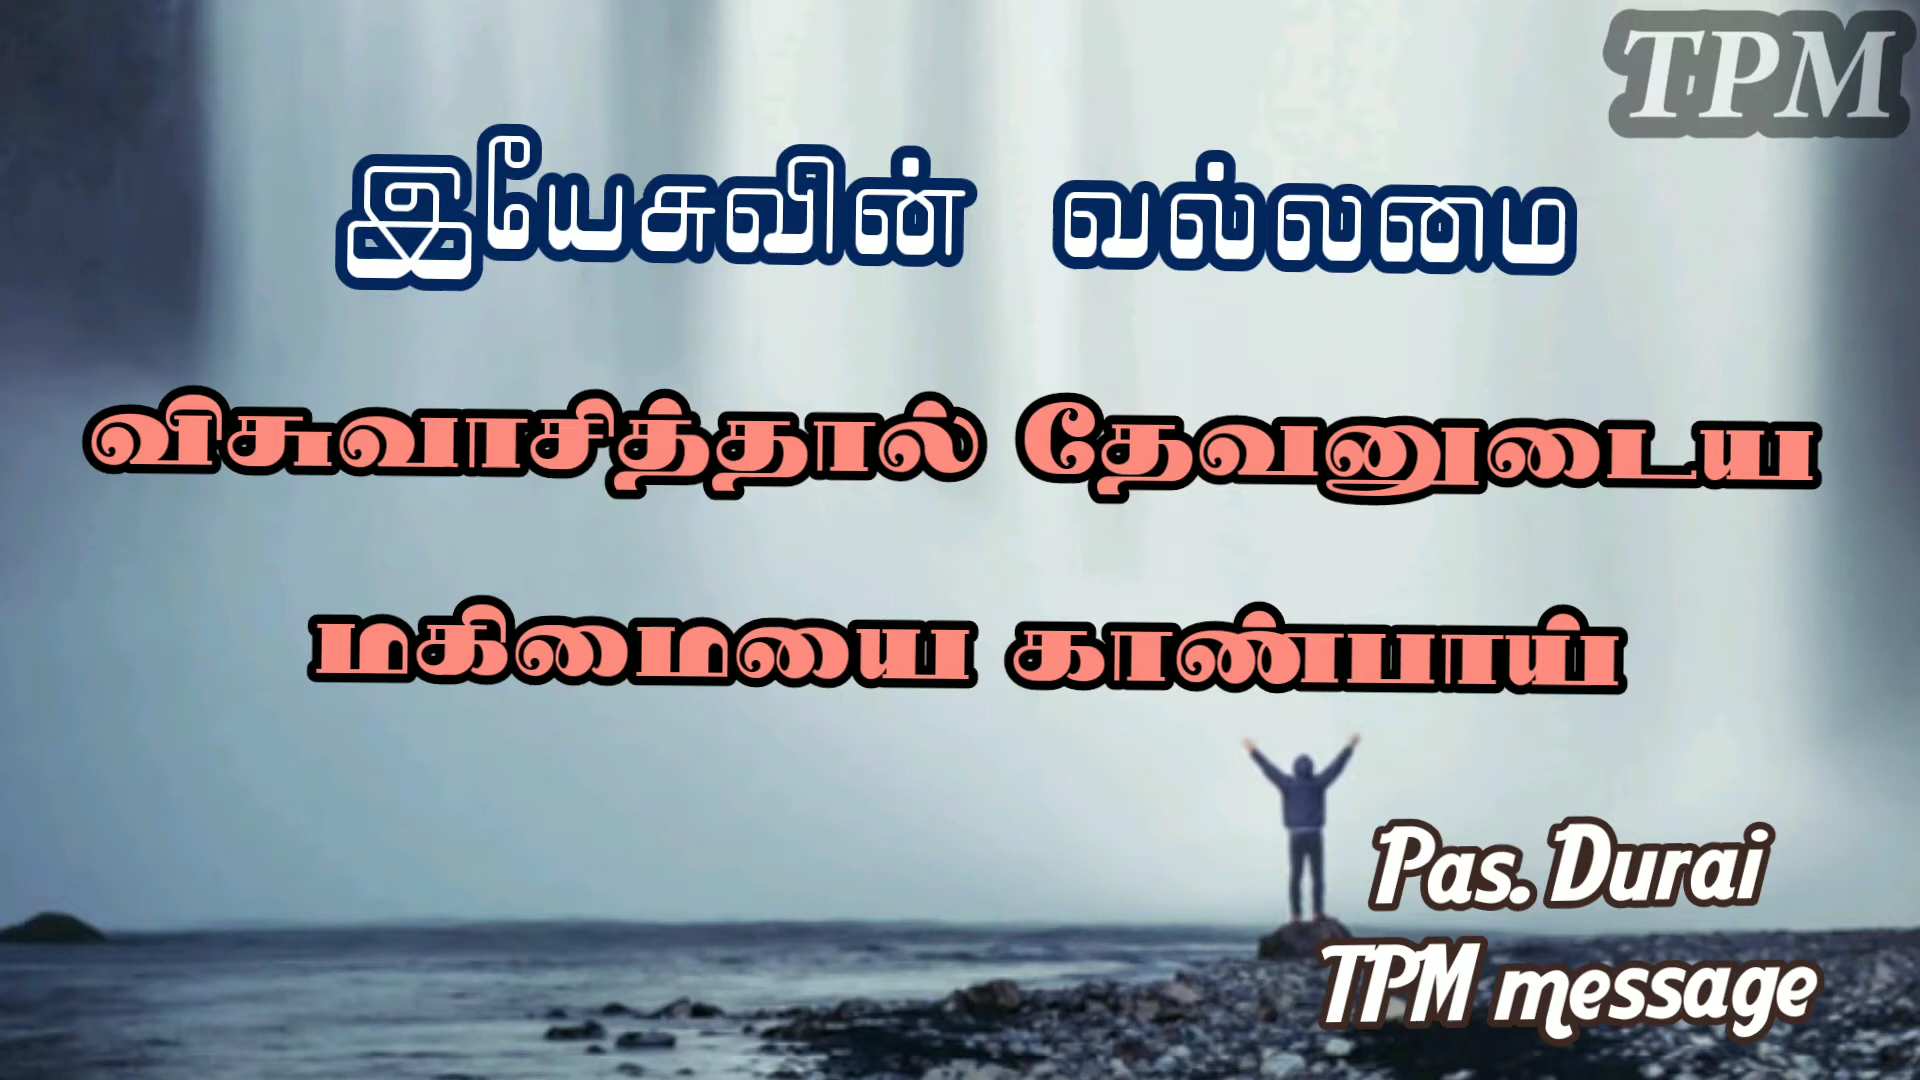 TPM
இயேசுவின் வல்லமை
விசுவாசித்தால் தேவனுடைய
மகிமையை காண்பாய்
Pas. Durai
TPM message